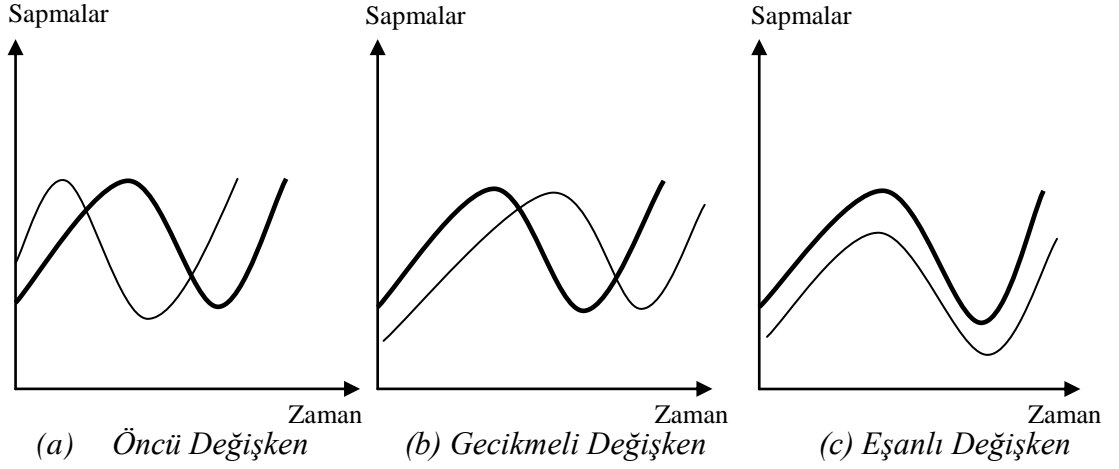 Sapmalar Sapmalar Sapmalar
Zaman Zaman Zaman
(a) Öncü Değişken (b) Gecikmeli Değişken (c) Eşanlı Değişken